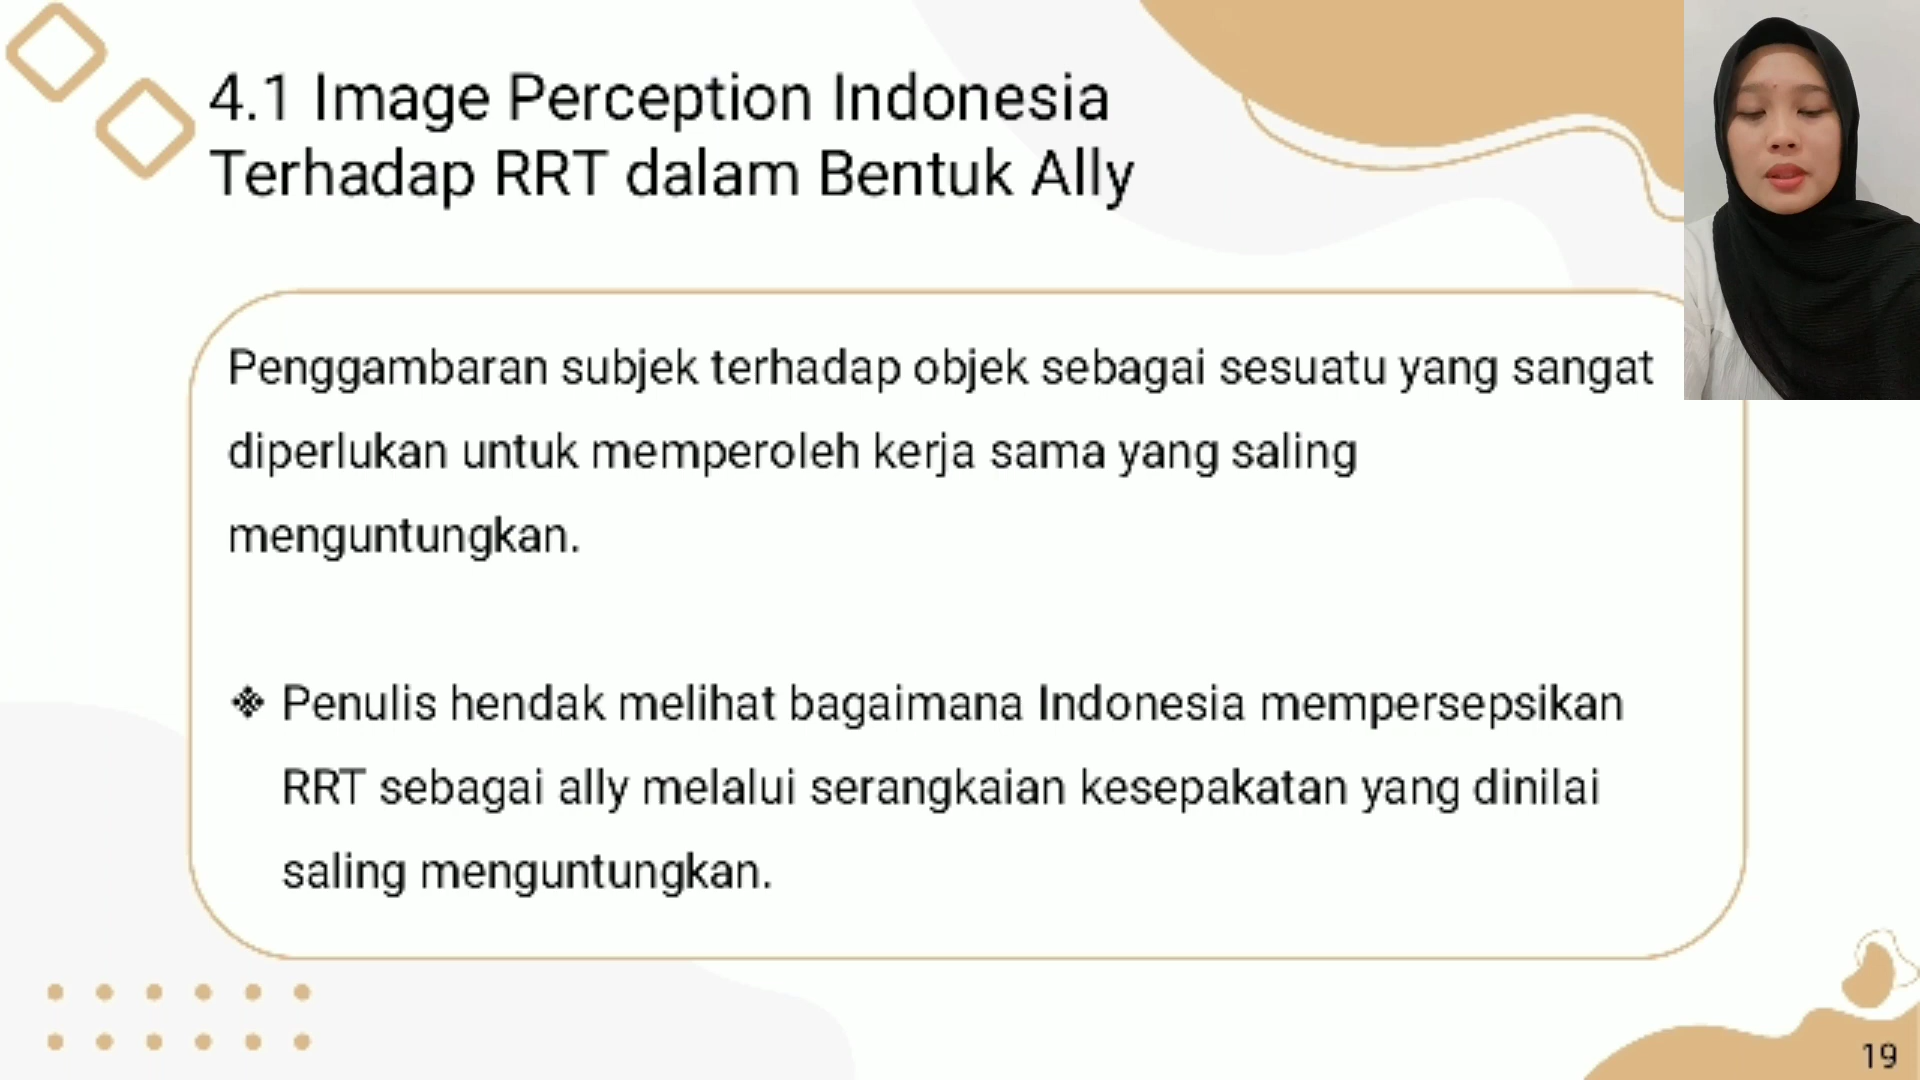 4.1 Image Perception Indonesia
Terhadap RRT dalam Bentuk Ally
Penggambaran subjek terhadap objek sebagai sesuatu yang sangat
diperlukan untuk memperoleh kerja sama yang saling
menguntungkan.
❖ Penulis hendak melihat bagaimana Indonesia mempersepsikan
RRT sebagai ally melalui serangkaian kesepakatan yang dinilai
saling menguntungkan.
19